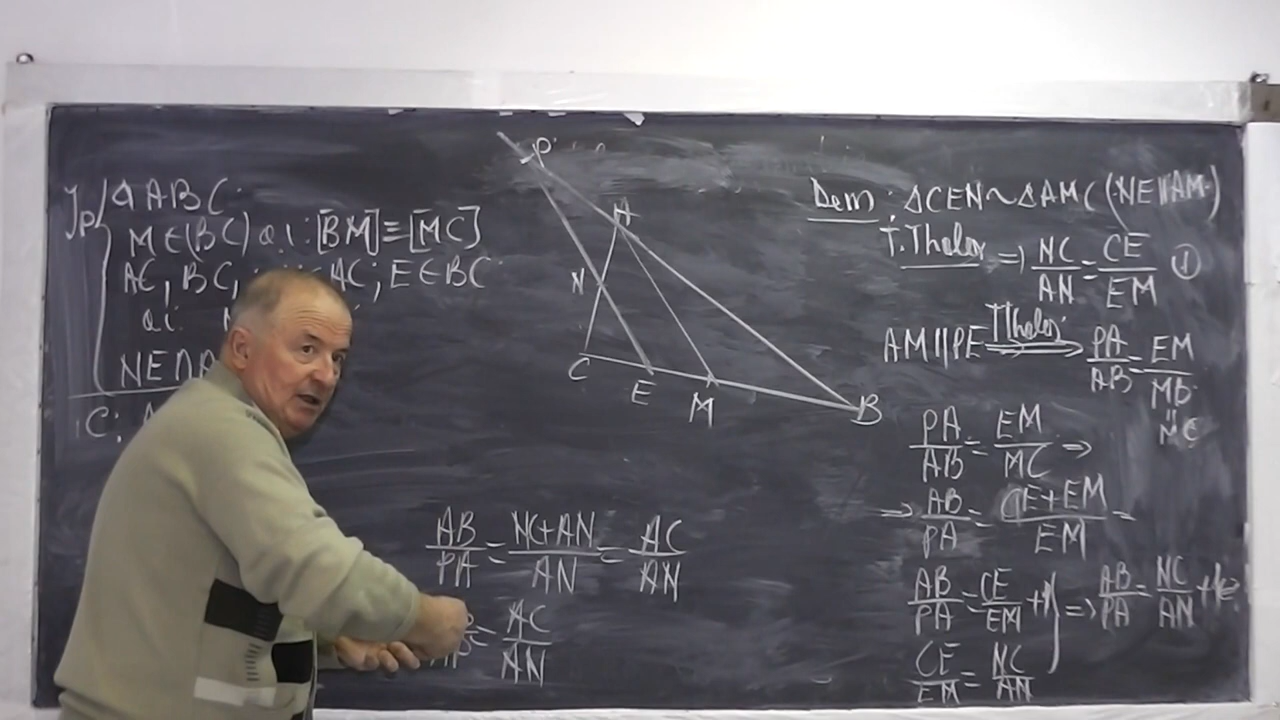 Ip △ ABC
M∈(BC) a.î. [BM]≡[MC]
AC, BC, AC; E∈BC
a.î.
NE∩
C:
P
A
N
C
E
M
B
Dem: △CEN~△AMC (NE∥AM)
T. Thales => NC/AN = CE/EM ①
AM∥PE T Thales => PA/AB = EM/MB
=
MC
PA/AB = EM/MC =>
=> AB/PA = CE+EM/EM =
AB/PA = CE/EM +1
CE/EM = NC/AN
} => AB/PA = NC/AN +
AB/PA = NC+AN/AN = AC/AN
= AC/AN